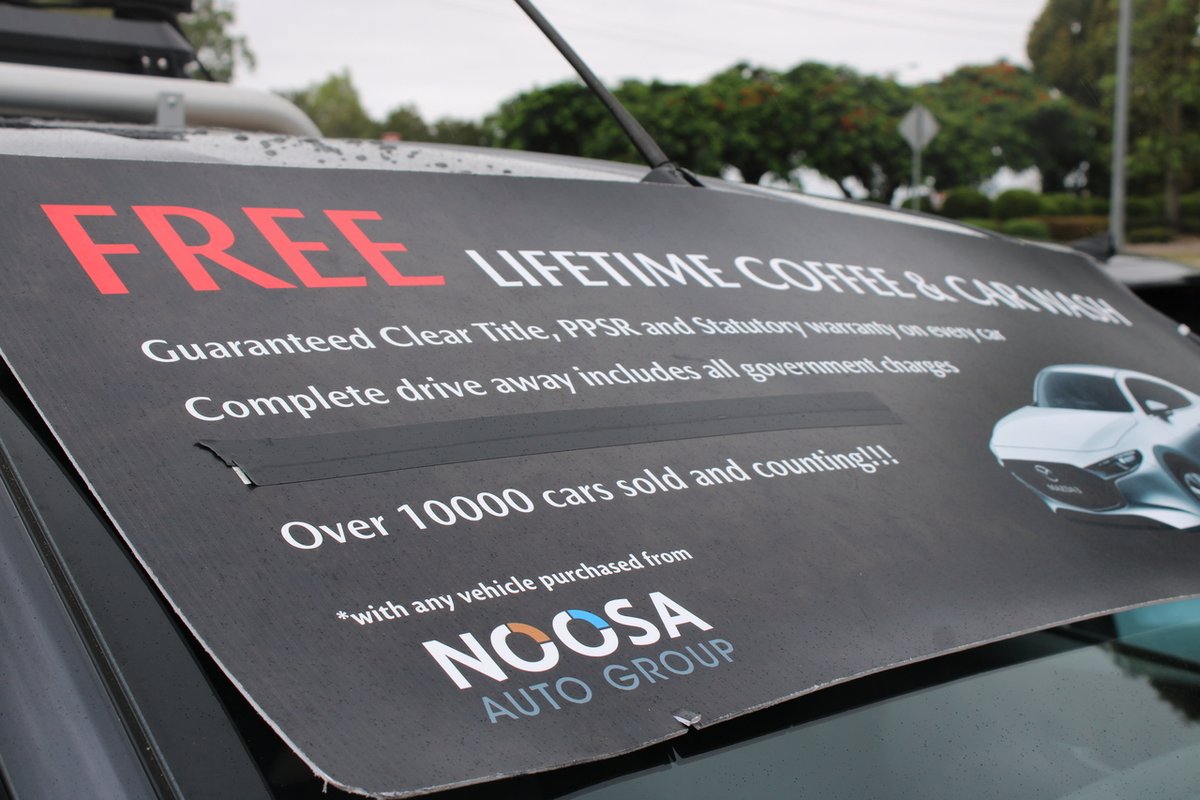 FREE LIFETIME COFFEE & CAR WASH
Guaranteed Clear Title, PPSR and Statutory warranty on every car
Complete drive away includes all government charges
Over 10000 cars sold and counting!!!
*with any vehicle purchased from
NOOSA
AUTO GROUP
MAZDA3